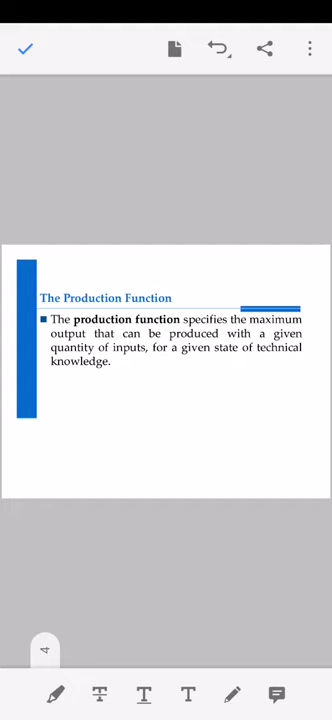 The Production Function
The production function specifies the maximum
output that can be produced with a given
quantity of inputs, for a given state of technical
knowledge.
4